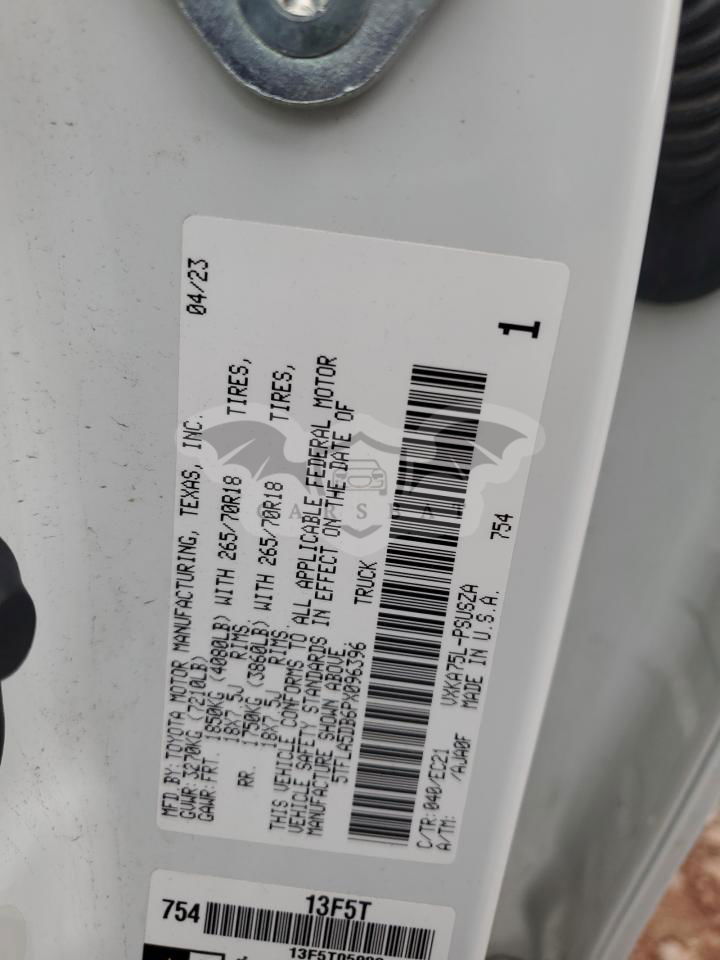 MFD BY: TOYOTA MOTOR MANUFACTURING, TEXAS, INC. 04/23
GVWR: 3270KG (7210LB)
GAWR: FRT. 1850KG (4080LB) WITH 265/70R18 TIRES,
18X7.5J RIMS,
RR. 1750KG (3860LB) WITH 265/70R18 TIRES,
18X7.5J RIMS
THIS VEHICLE CONFORMS TO ALL APPLICABLE FEDERAL MOTOR
VEHICLE SAFETY STANDARDS IN EFFECT ON THE DATE OF
MANUFACTURE SHOWN ABOVE.
5TFLA5DB6PX096396 TRUCK
1
C/TR: 040/EC21 VXKA75L-PSUSZA 754
A/TM: /AJA0F MADE IN U.S.A.
CARSBAT
754 13F5T